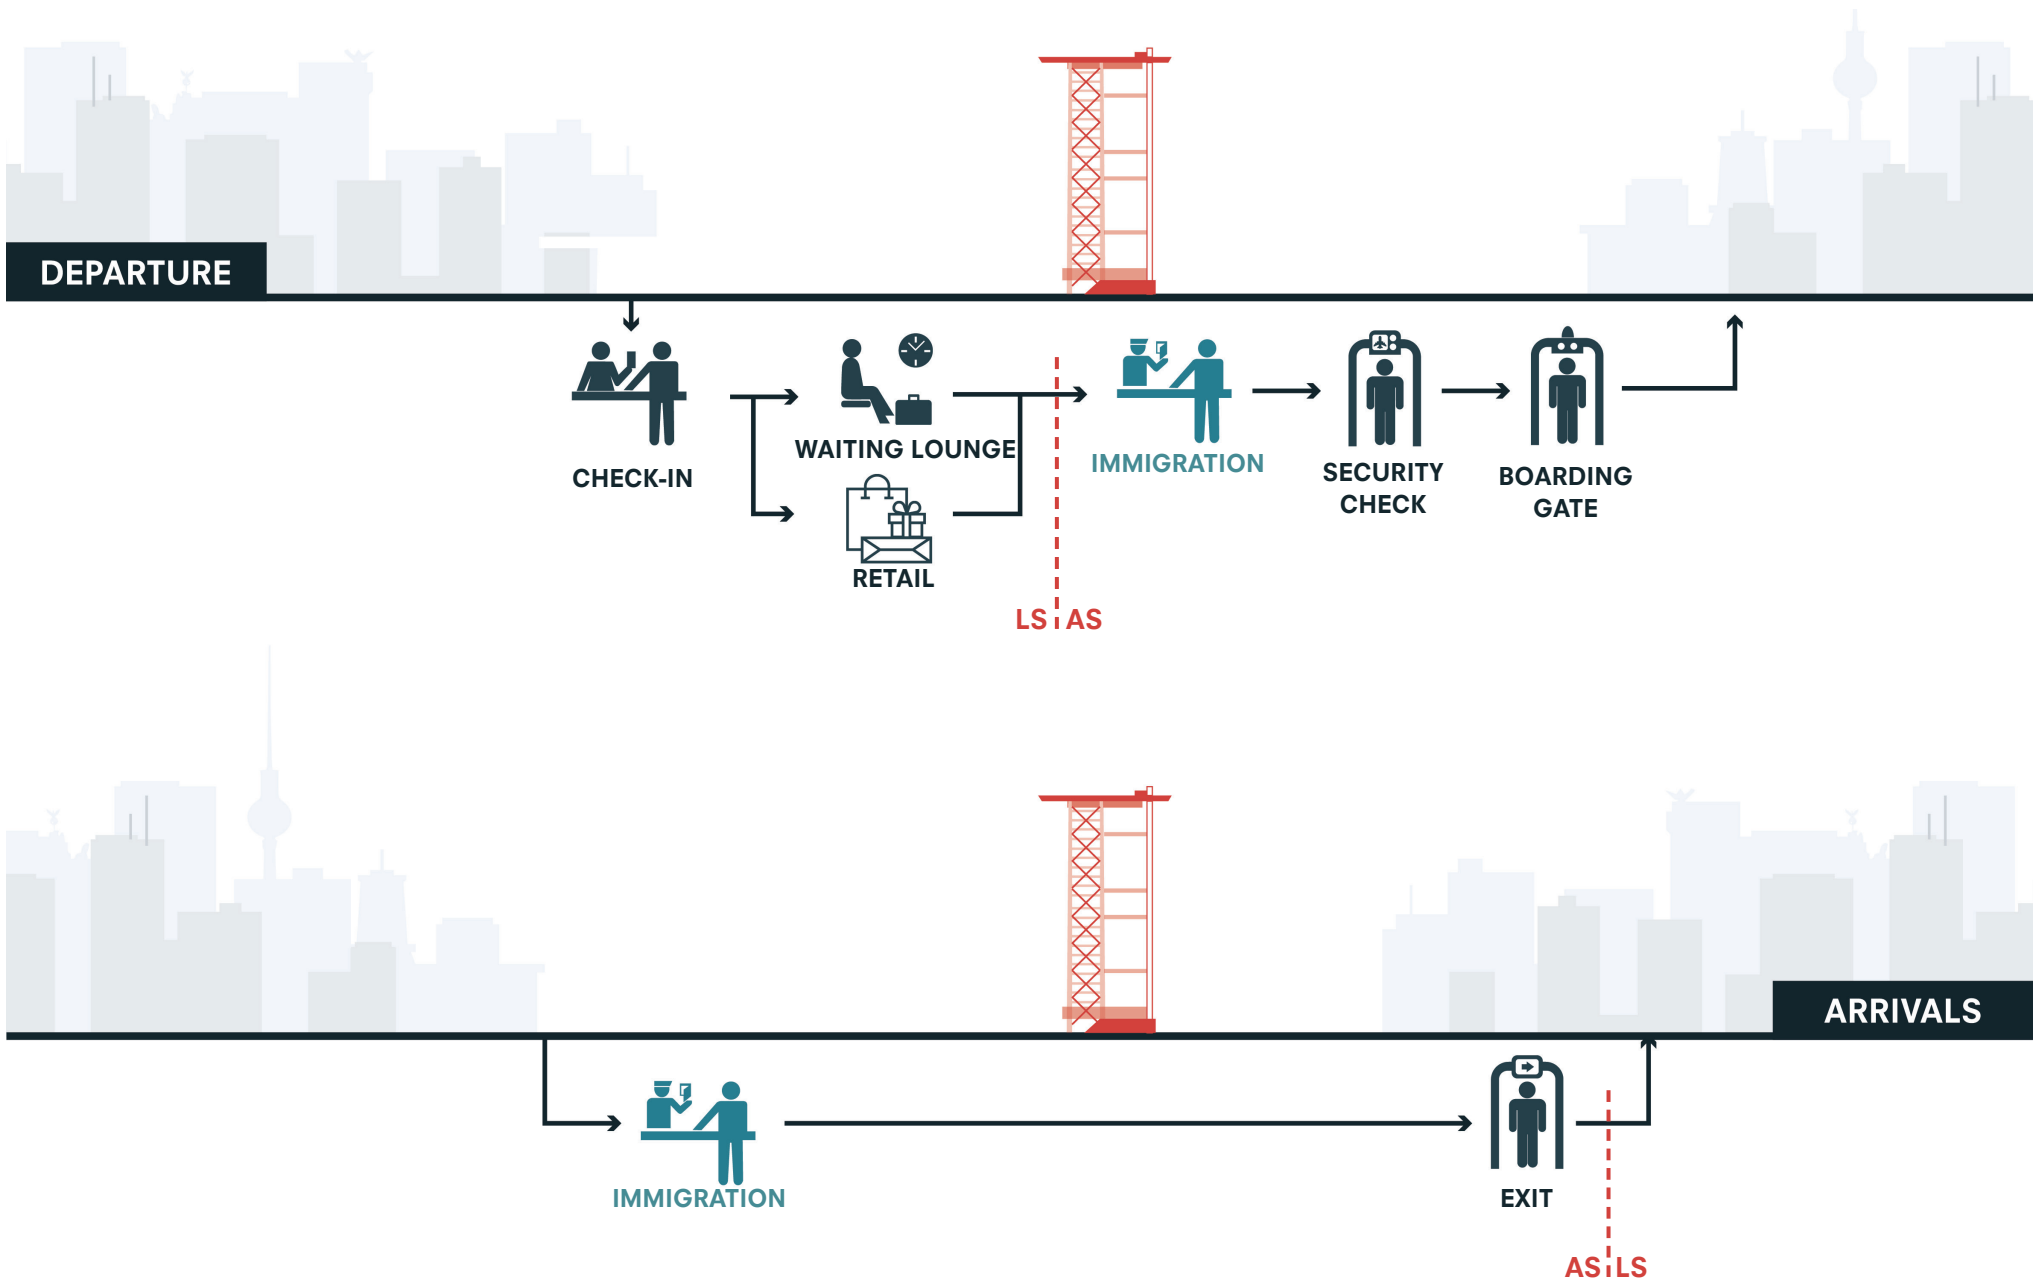 DEPARTURE
CHECK-IN
WAITING LOUNGE
RETAIL
LS AS
IMMIGRATION
SECURITY
CHECK
BOARDING
GATE
ARRIVALS
IMMIGRATION
EXIT
AS LS